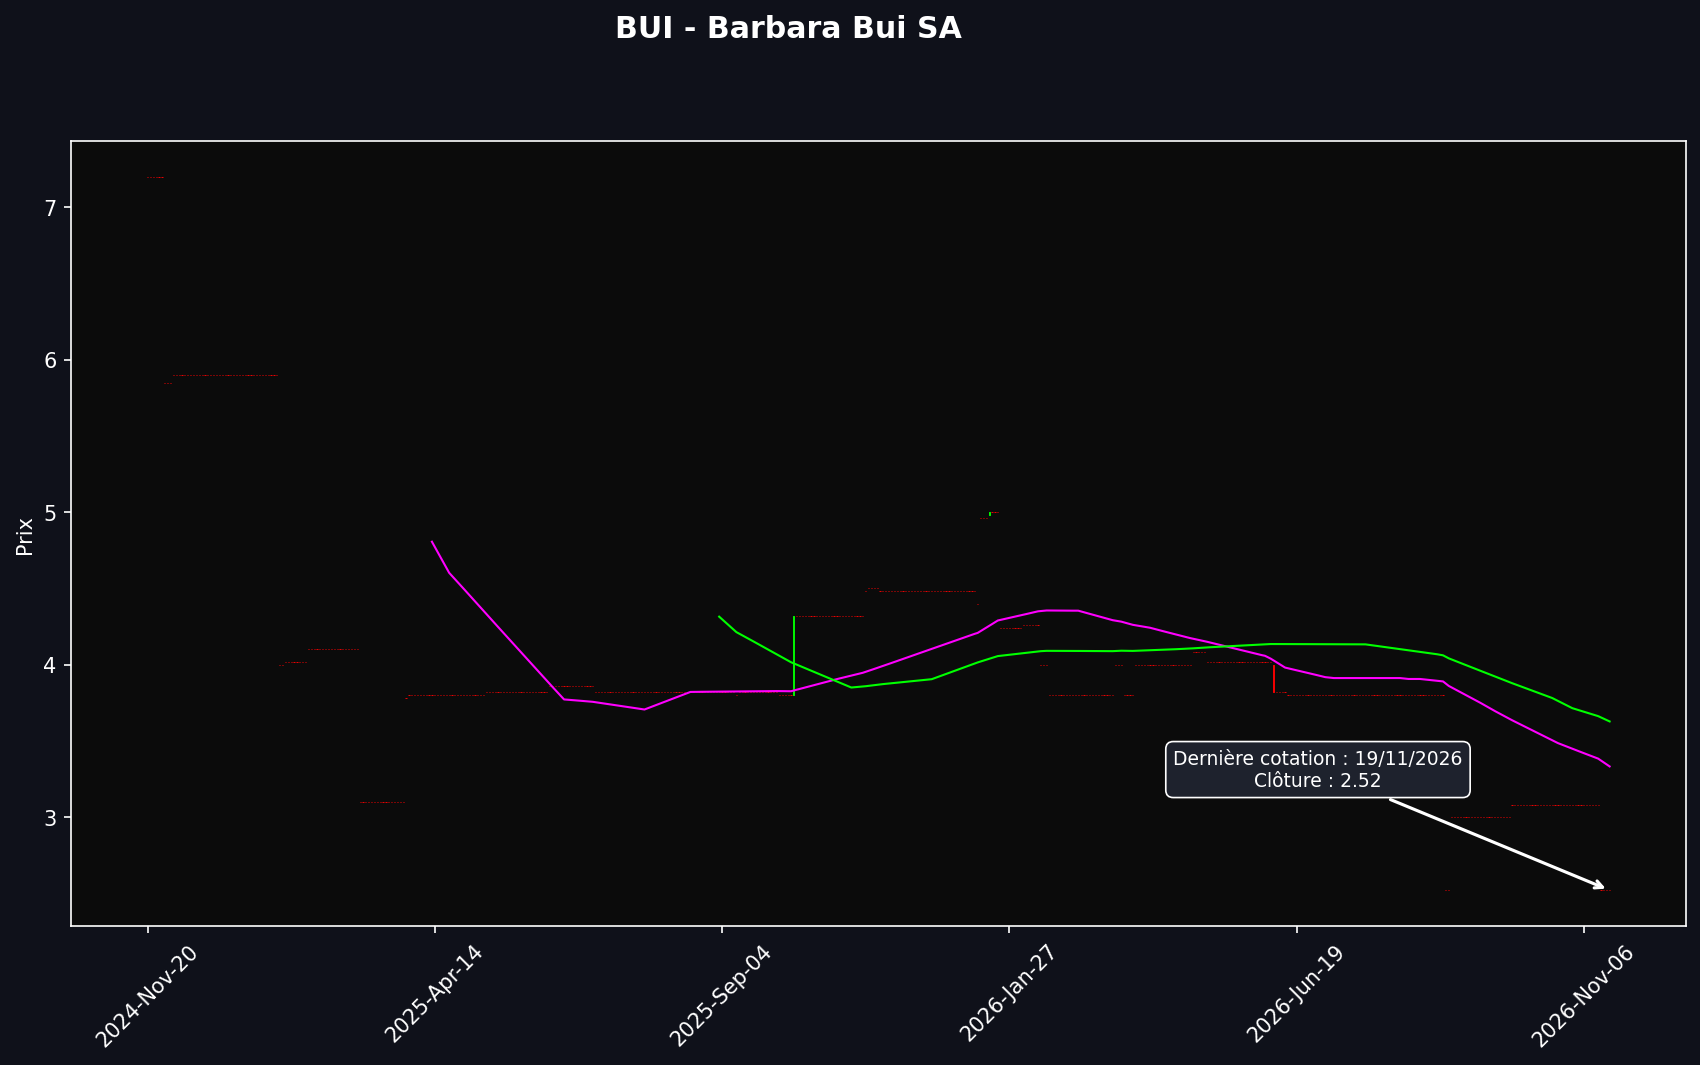 BUI - Barbara Bui SA
Prix
7
6
5
4
3
Dernière cotation : 19/11/2026
Clôture : 2.52
2024-Nov-20
2025-Apr-14
2025-Sep-04
2026-Jan-27
2026-Jun-19
2026-Nov-06